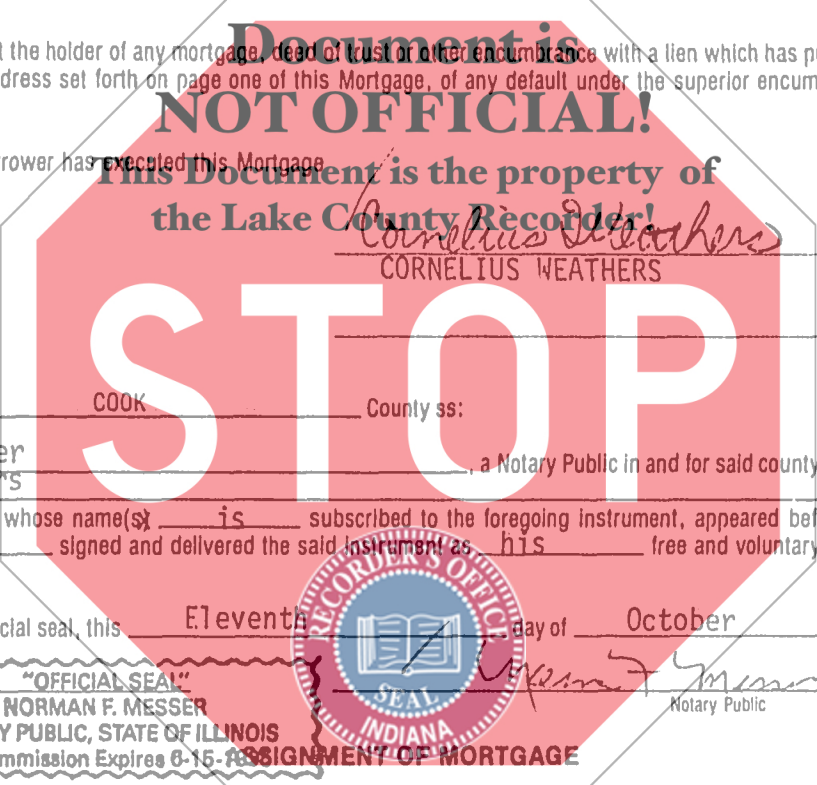 Document is
t the holder of any mortgage, deed of trust or other encumbrance with a lien which has p
dress set forth on page one of this Mortgage, of any default under the superior encum
NOT OFFICIAL!
rower has executed this Mortgage
This Document is the property of
the Lake County Recorder!
Cornelius Weathers
CORNELIUS WEATHERS
STOP
COOK County ss:
er
, a Notary Public in and for said county
rs
whose name(s) is subscribed to the foregoing instrument, appeared bef
signed and delivered the said instrument as his free and voluntary
RECORDER'S OFFICE
cial seal, this Eleventh day of October
"OFFICIAL SEAL"
NORMAN F. MESSER
Notary Public
SEAL
Y PUBLIC, STATE OF ILLINOIS
INDIANA
mmission Expires 6-15-
ASSIGNMENT OF MORTGAGE